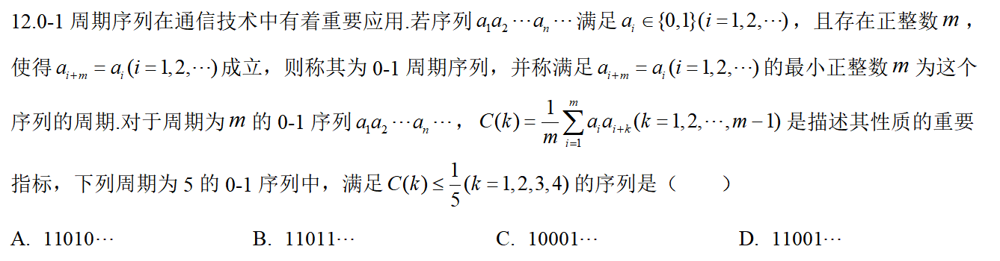 12.0-1 周期序列在通信技术中有着重要应用.若序列 $a_1a_2\cdots a_n\cdots$ 满足 $a_i \in \{0,1\}(i=1,2,\cdots)$，且存在正整数 $m$，
使得 $a_{i+m}=a_i(i=1,2,\cdots)$ 成立，则称其为 0-1 周期序列，并称满足 $a_{i+m}=a_i(i=1,2,\cdots)$ 的最小正整数 $m$ 为这个
序列的周期.对于周期为 $m$ 的 0-1 序列 $a_1a_2\cdots a_n\cdots$，$C(k)=\frac{1}{m}\sum_{i=1}^{m}a_ia_{i+k}(k=1,2,\cdots,m-1)$ 是描述其性质的重要
指标，下列周期为 5 的 0-1 序列中，满足 $C(k)\leq\frac{1}{5}(k=1,2,3,4)$ 的序列是（　　）
A. 11010⋯ B. 11011⋯ C. 10001⋯ D. 11001⋯